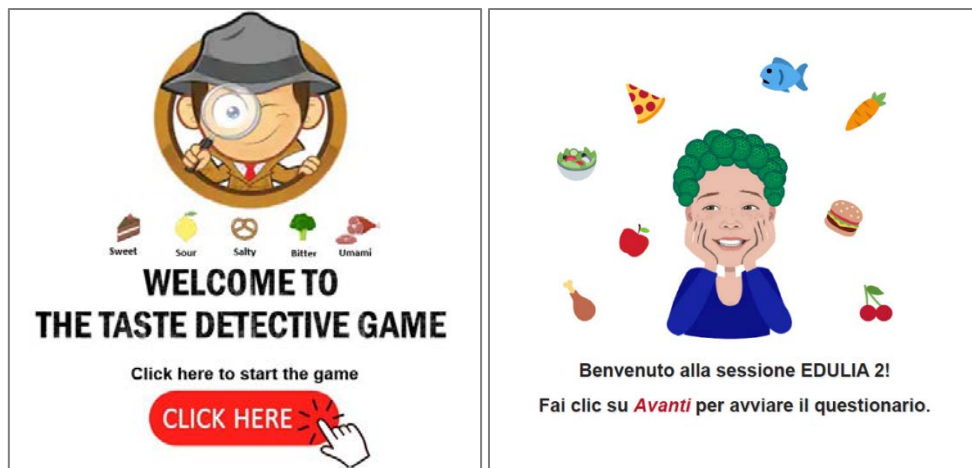 Sweet Sour Salty Bitter Umami
WELCOME TO
THE TASTE DETECTIVE GAME
Click here to start the game
CLICK HERE
Benvenuto alla sessione EDULIA 2!
Fai clic su Avanti per avviare il questionario.